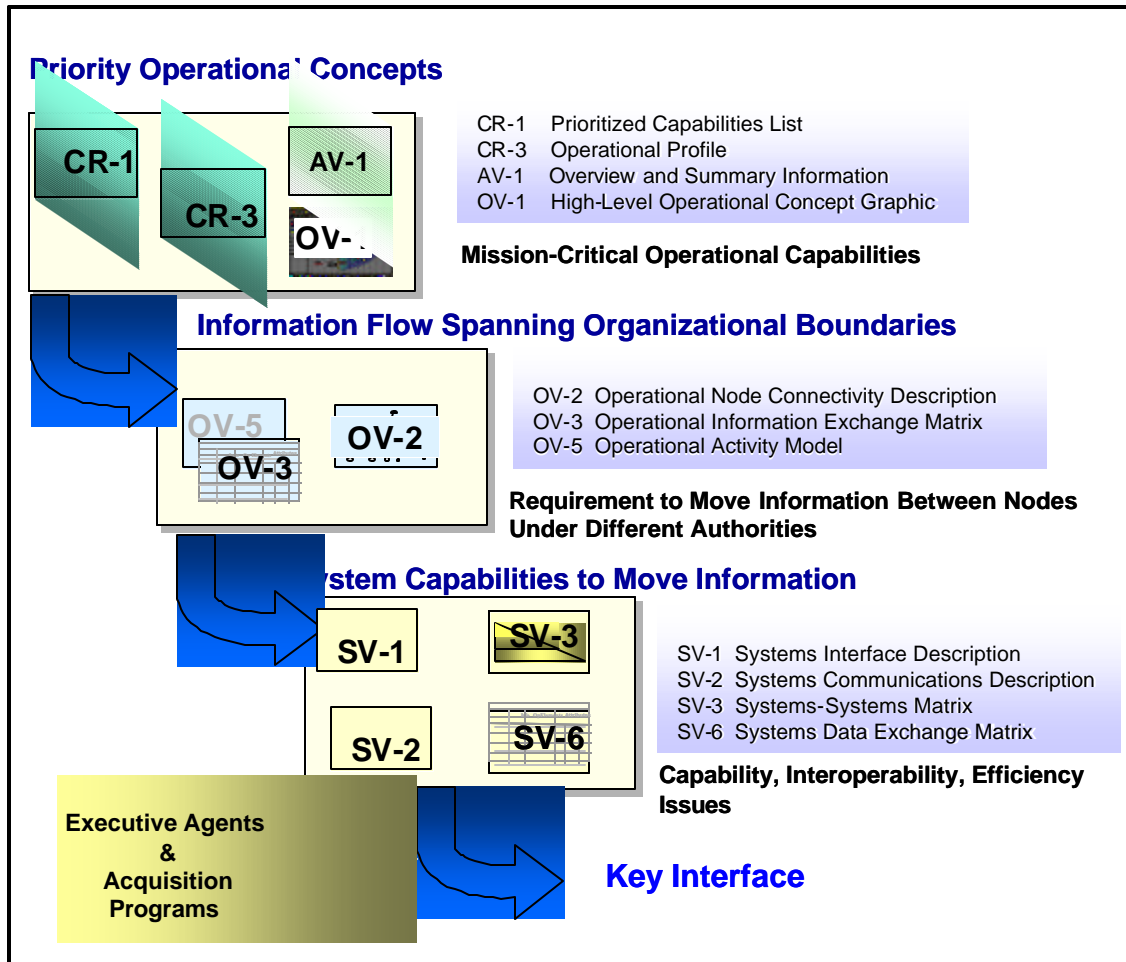 Priority Operational Concepts
CR-1
CR-3
AV-1
OV-1
CR-1 Prioritized Capabilities List
CR-3 Operational Profile
AV-1 Overview and Summary Information
OV-1 High-Level Operational Concept Graphic
Mission-Critical Operational Capabilities
Information Flow Spanning Organizational Boundaries
OV-5
OV-3
OV-2
OV-2 Operational Node Connectivity Description
OV-3 Operational Information Exchange Matrix
OV-5 Operational Activity Model
Requirement to Move Information Between Nodes
Under Different Authorities
ystem Capabilities to Move Information
SV-1
SV-3
SV-2
SV-6
SV-1 Systems Interface Description
SV-2 Systems Communications Description
SV-3 Systems-Systems Matrix
SV-6 Systems Data Exchange Matrix
Capability, Interoperability, Efficiency
Issues
Executive Agents
&
Acquisition
Programs
Key Interface